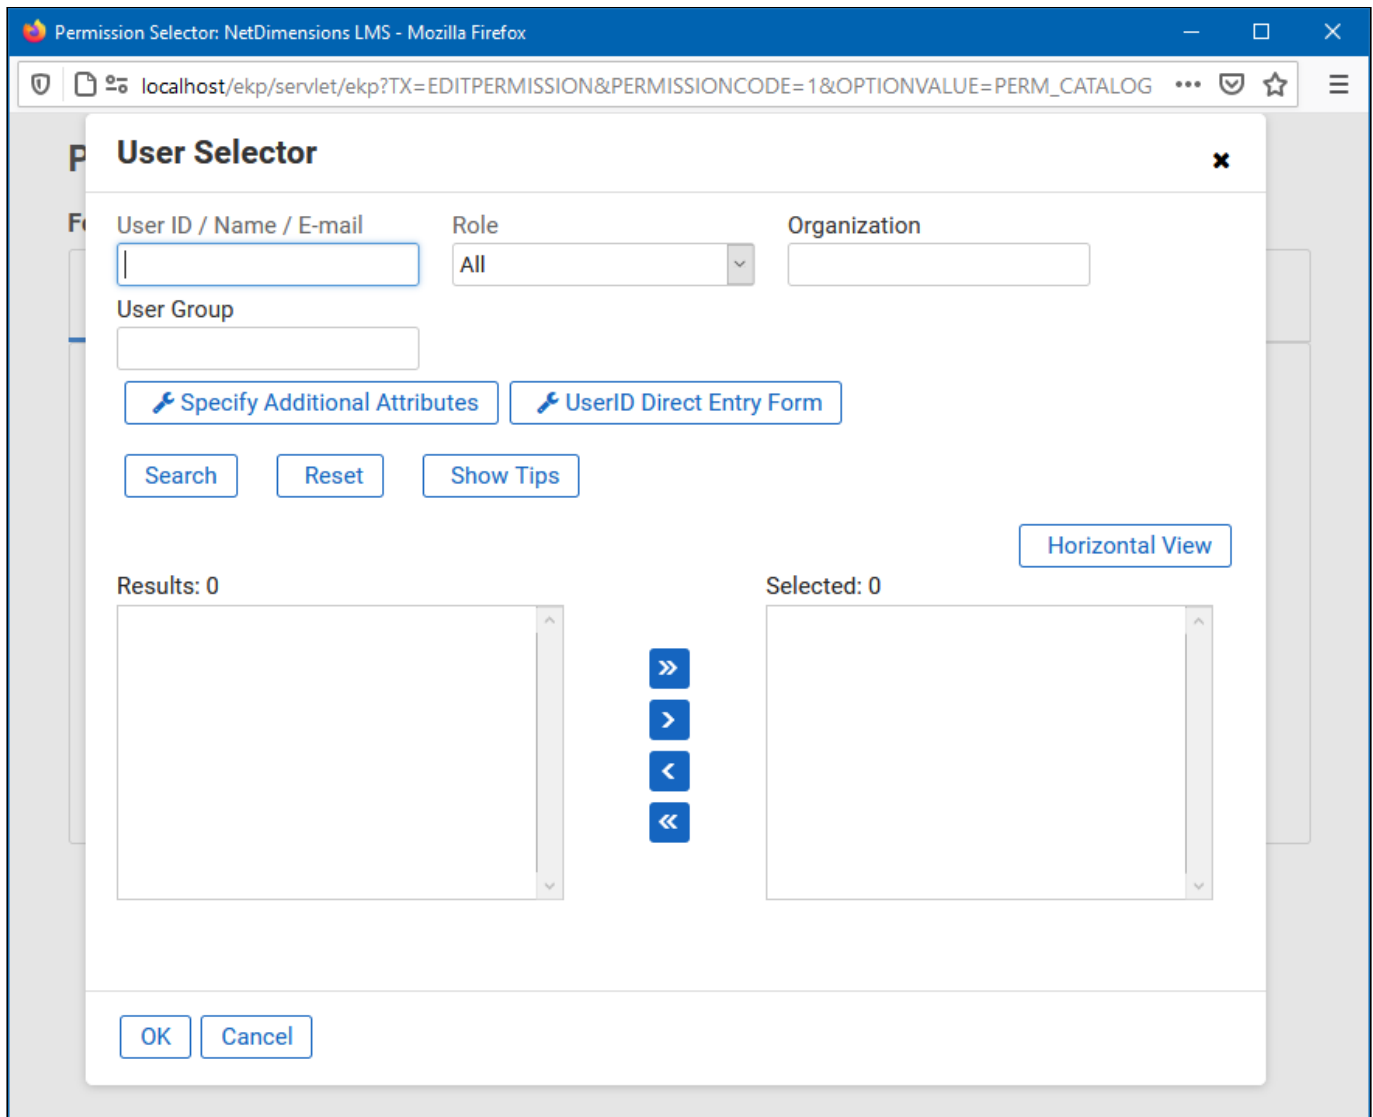 Permission Selector: NetDimensions LMS - Mozilla Firefox
localhost/ekp/servlet/ekp?TX=EDITPERMISSION&PERMISSIONCODE=1&OPTIONVALUE=PERM_CATALOG
User Selector
User ID / Name / E-mail Role Organization
All
User Group
Specify Additional Attributes UserID Direct Entry Form
Search Reset Show Tips
Horizontal View
Results: 0 Selected: 0
OK Cancel